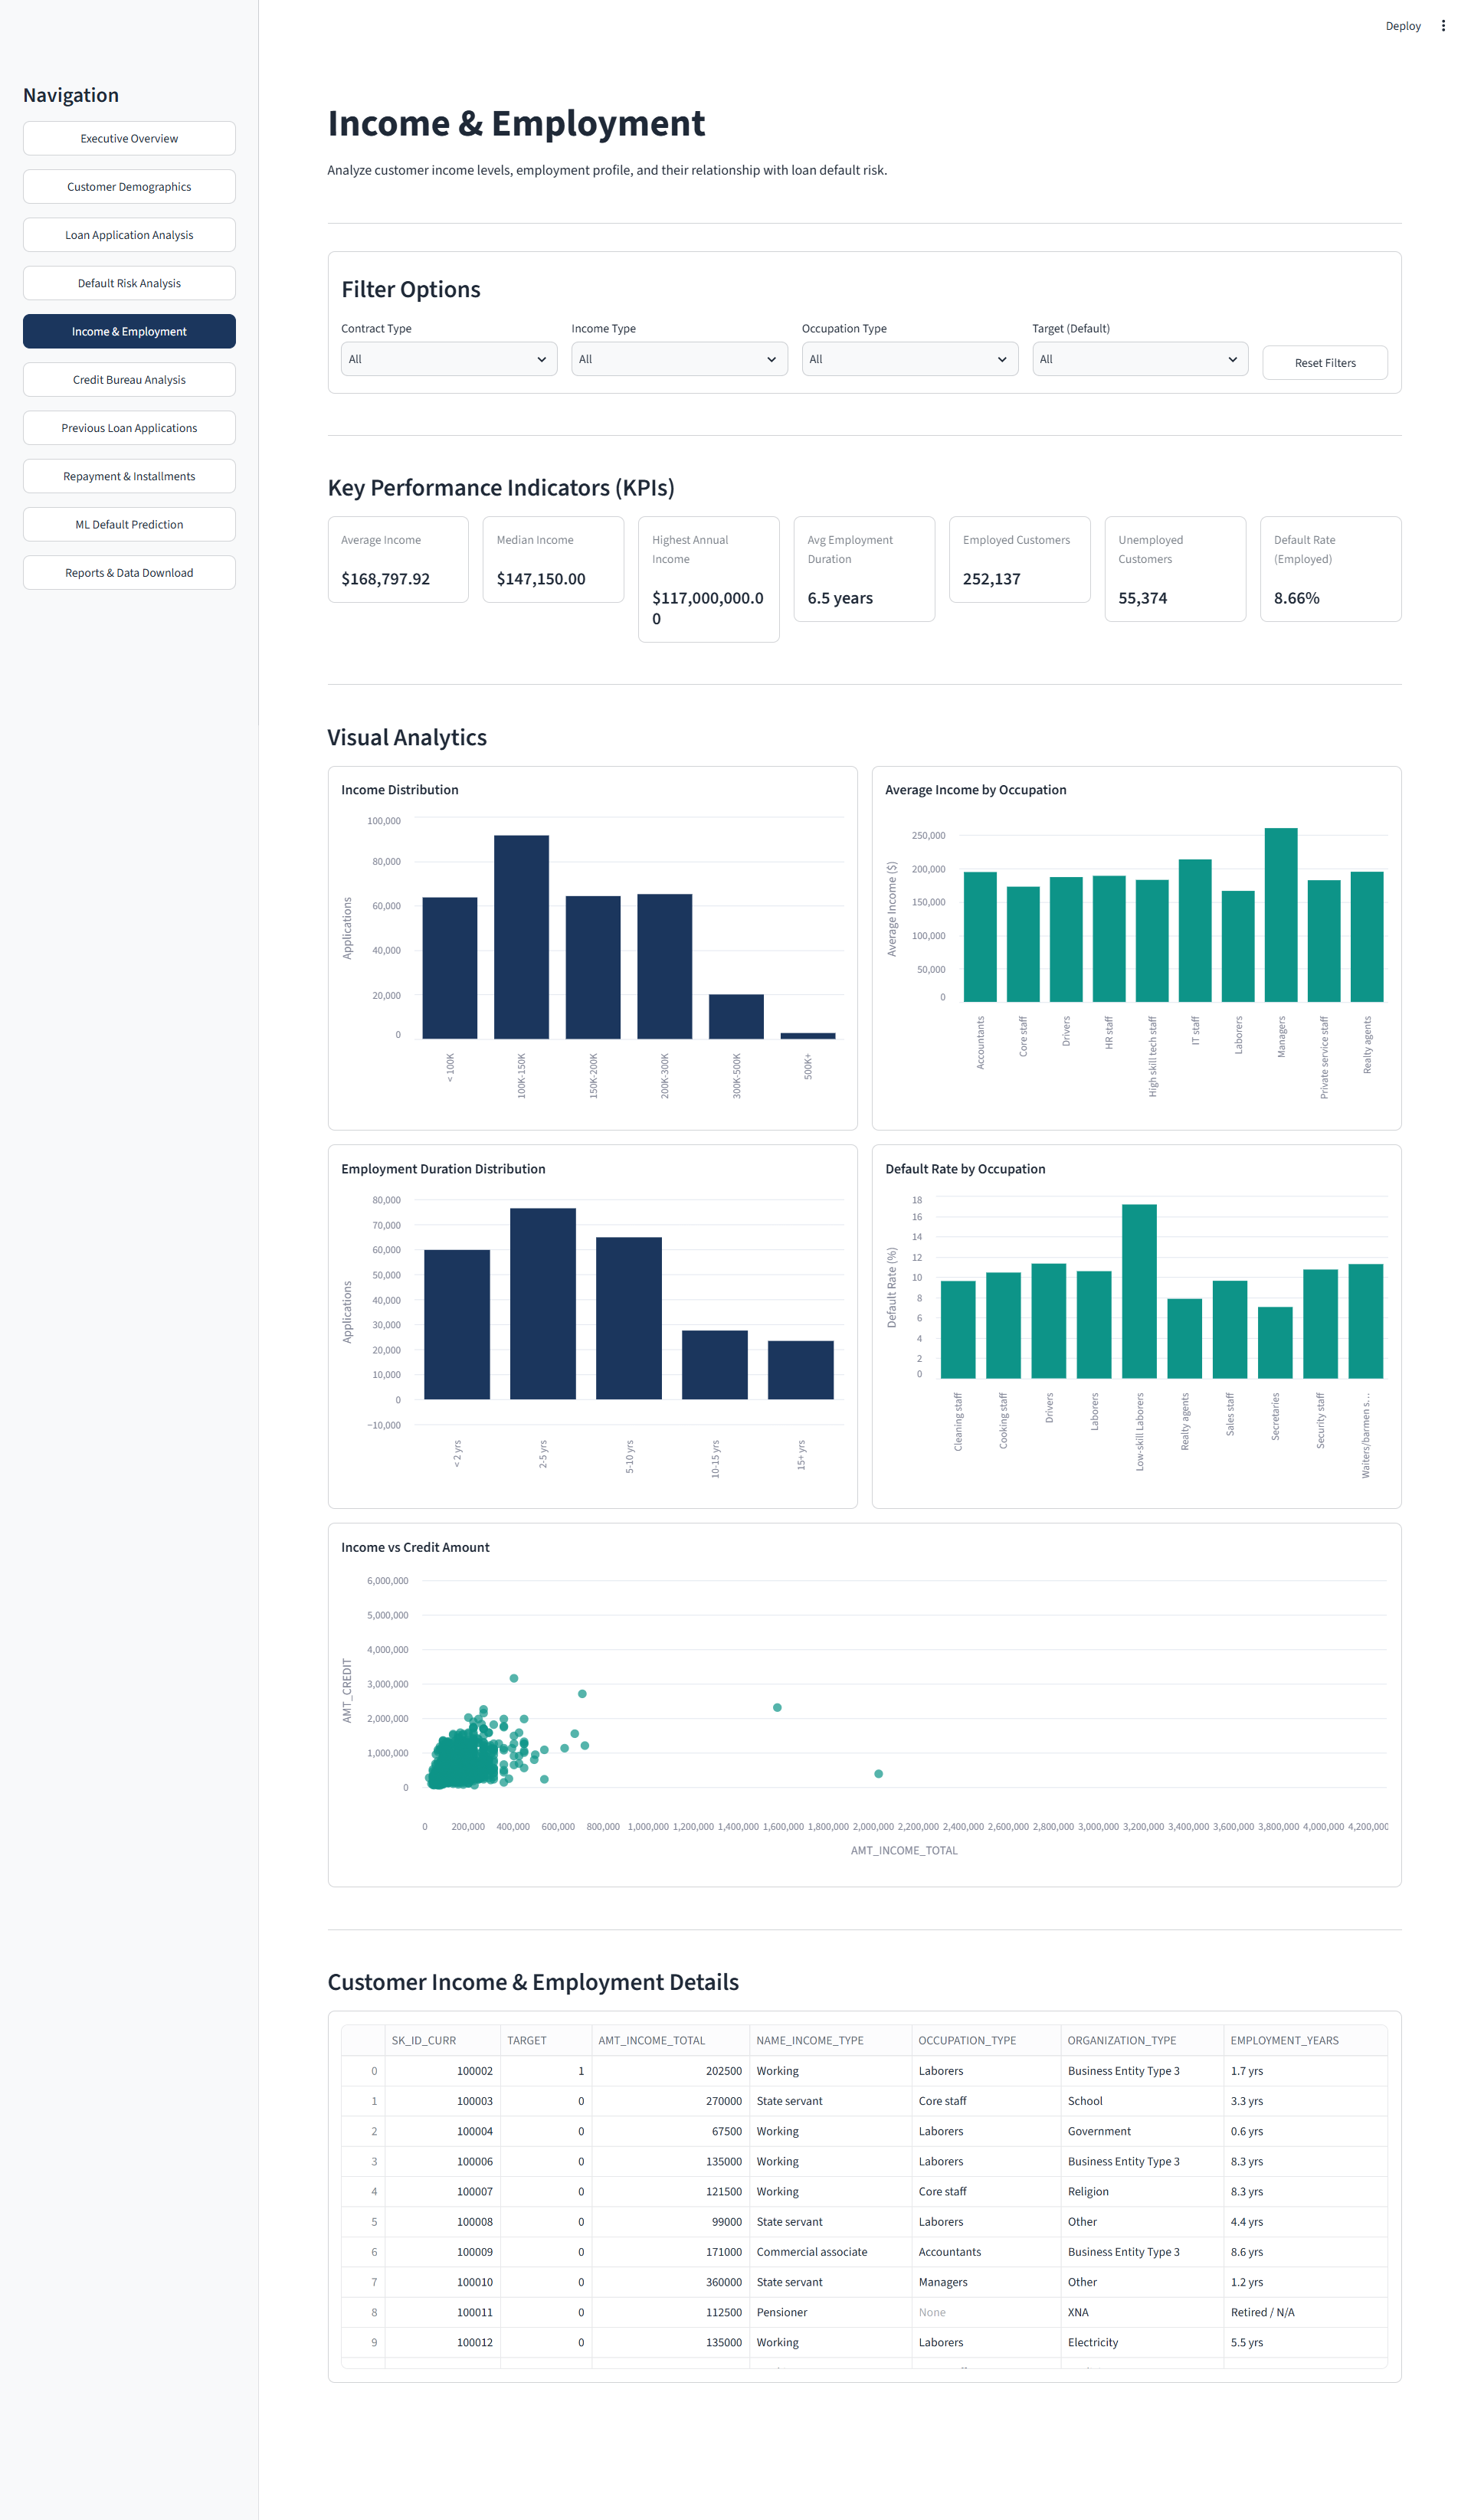 Deploy
Navigation
Executive Overview
Customer Demographics
Loan Application Analysis
Default Risk Analysis
Income & Employment
Credit Bureau Analysis
Previous Loan Applications
Repayment & Installments
ML Default Prediction
Reports & Data Download
Income & Employment
Analyze customer income levels, employment profile, and their relationship with loan default risk.
Filter Options
Contract Type
All
Income Type
All
Occupation Type
All
Target (Default)
All
Reset Filters
Key Performance Indicators (KPIs)
Average Income
$168,797.92
Median Income
$147,150.00
Highest Annual
Income
$117,000,000.0
0
Avg Employment
Duration
6.5 years
Employed Customers
252,137
Unemployed
Customers
55,374
Default Rate
(Employed)
8.66%
Visual Analytics
Income Distribution
Applications
100,000
80,000
60,000
40,000
20,000
0
< 100K
100K-150K
150K-200K
200K-300K
300K-500K
500K+
Average Income by Occupation
Average Income ($)
250,000
200,000
150,000
100,000
50,000
0
Accountants
Core staff
Drivers
HR staff
High skill tech staff
IT staff
Laborers
Managers
Private service staff
Realty agents
Employment Duration Distribution
Applications
80,000
70,000
60,000
50,000
40,000
30,000
20,000
10,000
0
−10,000
< 2 yrs
2-5 yrs
5-10 yrs
10-15 yrs
15+ yrs
Default Rate by Occupation
Default Rate (%)
18
16
14
12
10
8
6
4
2
0
Cleaning staff
Cooking staff
Drivers
Laborers
Low-skill Laborers
Realty agents
Sales staff
Secretaries
Security staff
Waiters/barmen s…
Income vs Credit Amount
AMT_CREDIT
6,000,000
5,000,000
4,000,000
3,000,000
2,000,000
1,000,000
0
0 200,000 400,000 600,000 800,000 1,000,000 1,200,000 1,400,000 1,600,000 1,800,000 2,000,000 2,200,000 2,400,000 2,600,000 2,800,000 3,000,000 3,200,000 3,400,000 3,600,000 3,800,000 4,000,000 4,200,000
AMT_INCOME_TOTAL
Customer Income & Employment Details
SK_ID_CURR TARGET AMT_INCOME_TOTAL NAME_INCOME_TYPE OCCUPATION_TYPE ORGANIZATION_TYPE EMPLOYMENT_YEARS
0 100002 1 202500 Working Laborers Business Entity Type 3 1.7 yrs
1 100003 0 270000 State servant Core staff School 3.3 yrs
2 100004 0 67500 Working Laborers Government 0.6 yrs
3 100006 0 135000 Working Laborers Business Entity Type 3 8.3 yrs
4 100007 0 121500 Working Core staff Religion 8.3 yrs
5 100008 0 99000 State servant Laborers Other 4.4 yrs
6 100009 0 171000 Commercial associate Accountants Business Entity Type 3 8.6 yrs
7 100010 0 360000 State servant Managers Other 1.2 yrs
8 100011 0 112500 Pensioner None XNA Retired / N/A
9 100012 0 135000 Working Laborers Electricity 5.5 yrs